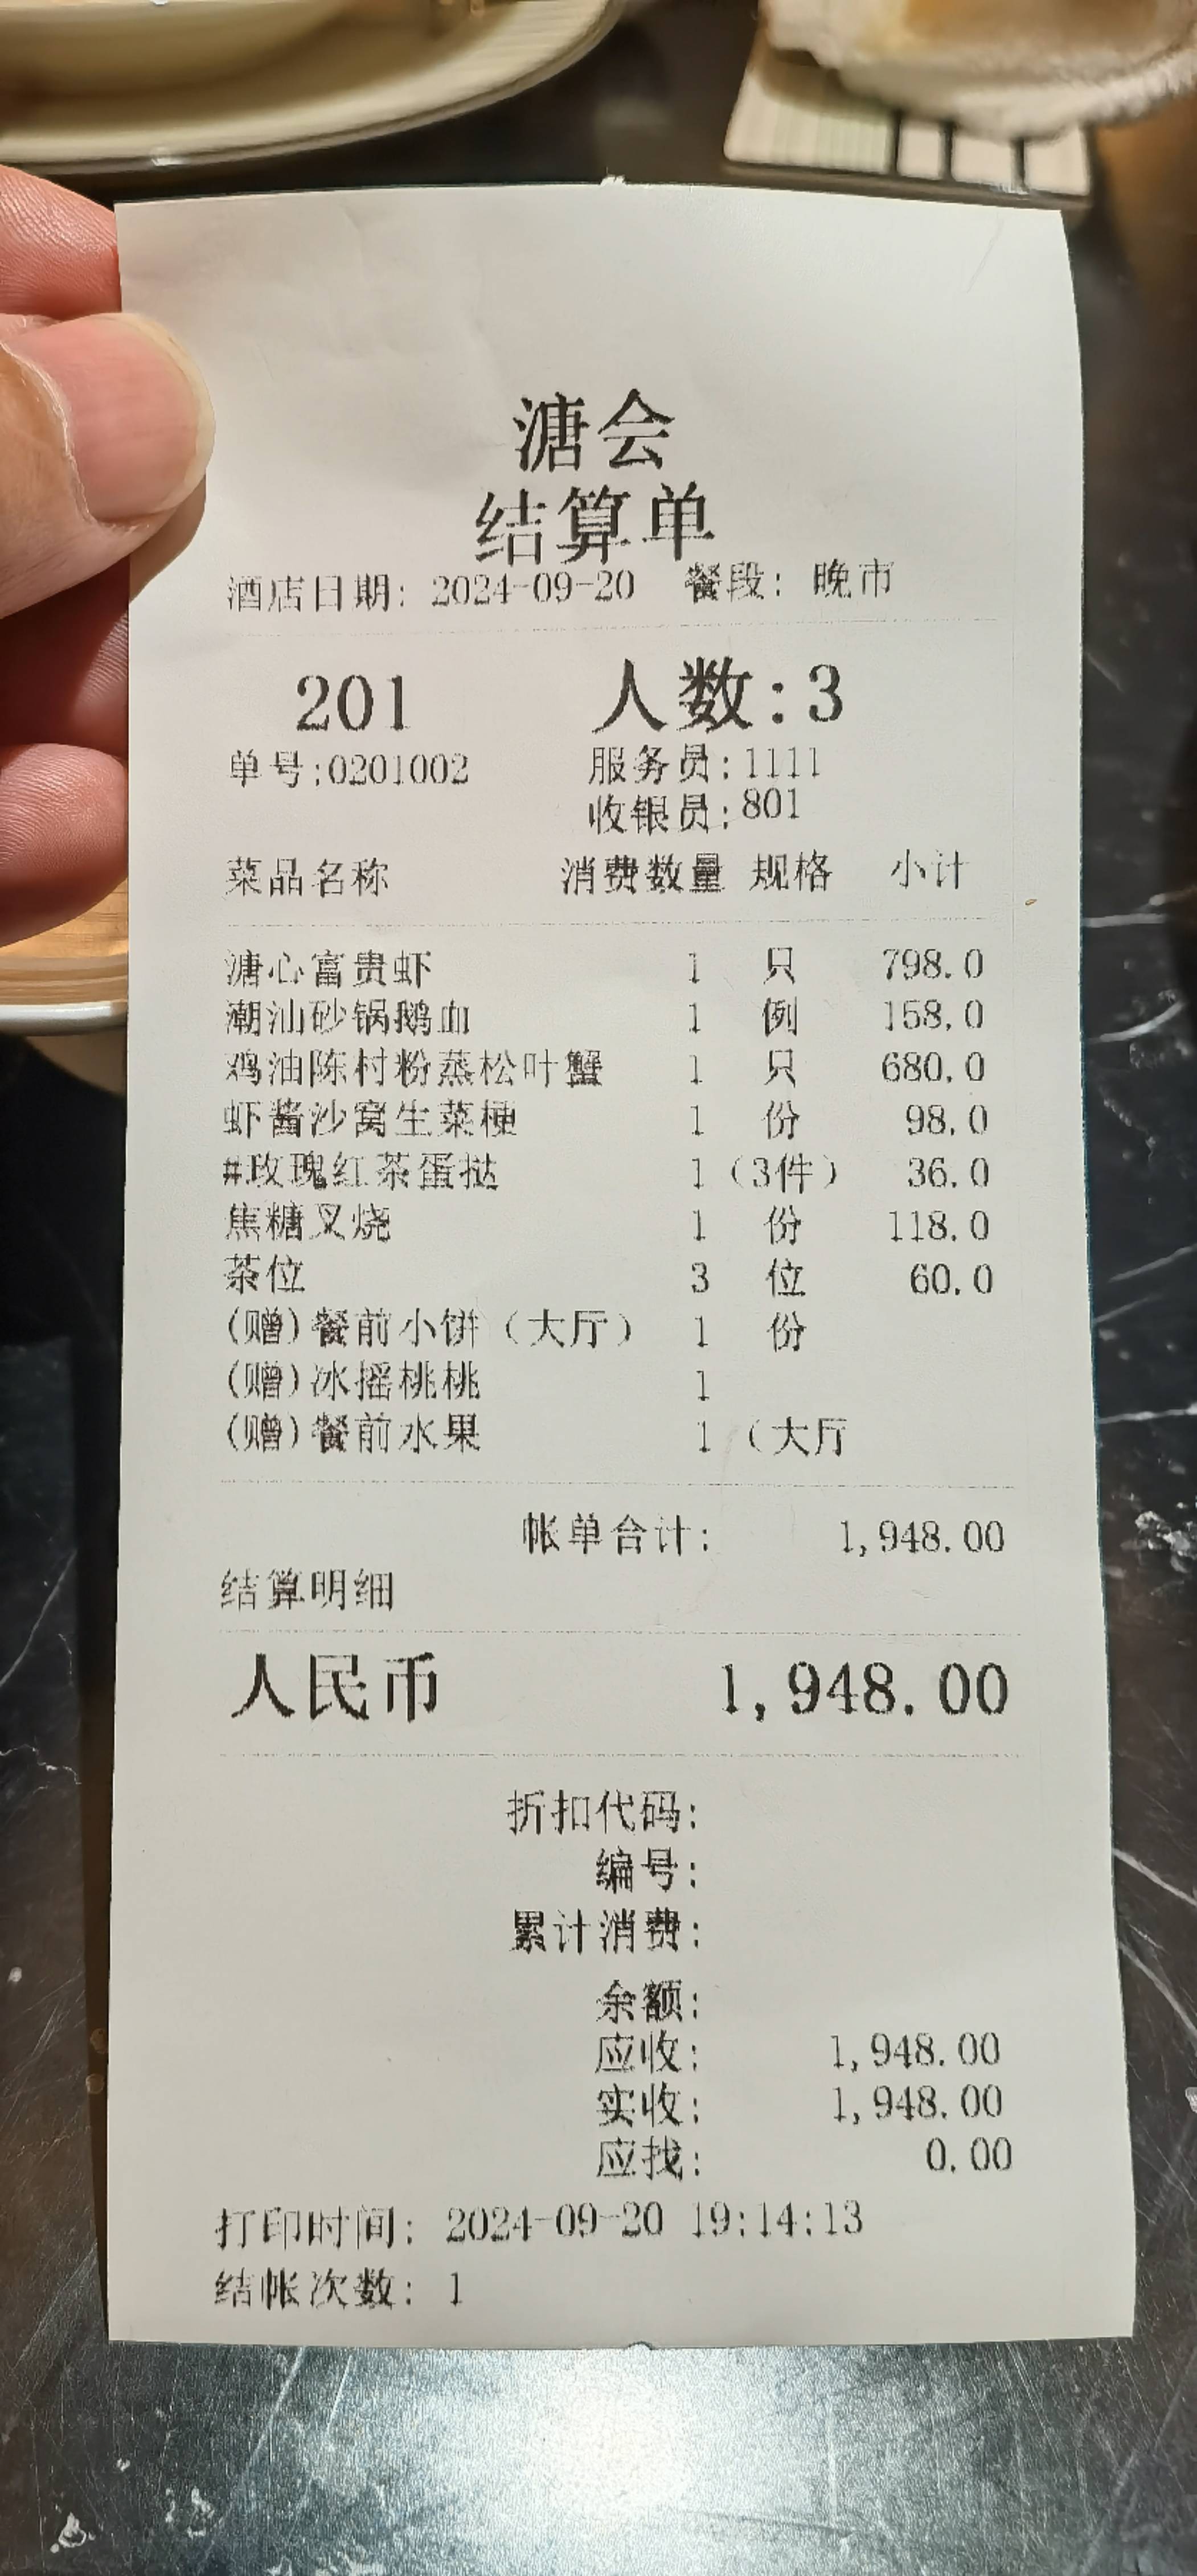 溏会
结算单
酒店日期: 2024-09-20 餐段: 晚市
201 人数:3
单号:0201002 服务员:1111
收银员:801
菜品名称 消费数量 规格 小计
溏心富贵虾 1 只 798.0
潮汕砂锅鹅血 1 例 158.0
鸡油陈村粉蒸松叶蟹 1 只 680.0
虾酱沙窝生菜梗 1 份 98.0
#玫瑰红茶蛋挞 1 (3件) 36.0
焦糖叉烧 1 份 118.0
茶位 3 位 60.0
(赠)餐前小饼(大厅) 1 份
(赠)冰摇桃桃 1
(赠)餐前水果 1 (大厅
帐单合计: 1,948.00
结算明细
人民币 1,948.00
折扣代码:
编号:
累计消费:
余额:
应收: 1,948.00
实收: 1,948.00
应找: 0.00
打印时间: 2024-09-20 19:14:13
结帐次数: 1